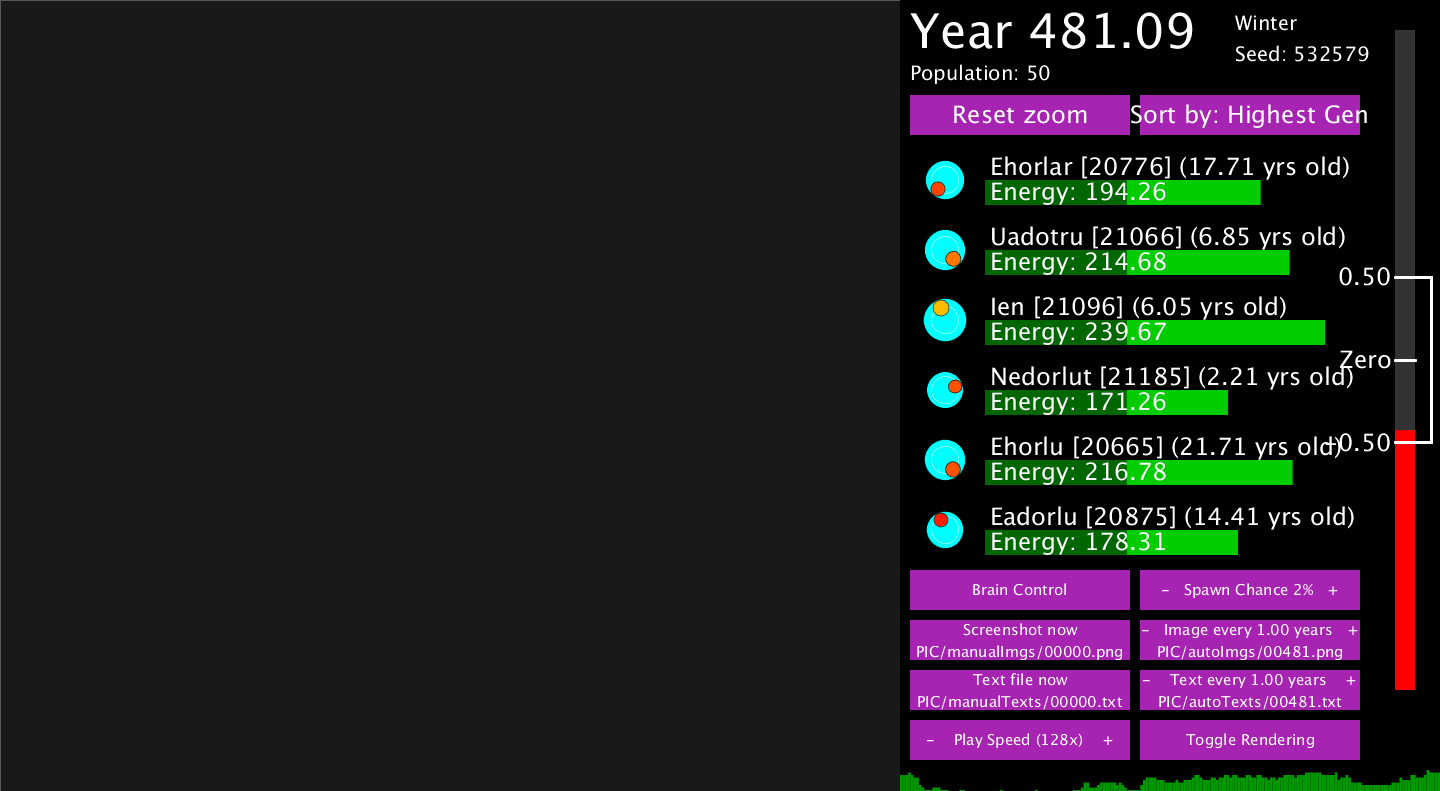 Year 481.09
Winter
Seed: 532579
Population: 50
Reset zoom
Sort by: Highest Gen
Ehorlar [20776] (17.71 yrs old)
Energy: 194.26
Uadotru [21066] (6.85 yrs old)
Energy: 214.68
0.50
Ien [21096] (6.05 yrs old)
Energy: 239.67
Zero
Nedorlut [21185] (2.21 yrs old)
Energy: 171.26
Ehorlu [20665] (21.71 yrs old)
-0.50
Energy: 216.78
Eadorlu [20875] (14.41 yrs old)
Energy: 178.31
Brain Control
- Spawn Chance 2% +
Screenshot now
PIC/manualImgs/00000.png
- Image every 1.00 years +
PIC/autoImgs/00481.png
Text file now
PIC/manualTexts/00000.txt
- Text every 1.00 years +
PIC/autoTexts/00481.txt
- Play Speed (128x) +
Toggle Rendering